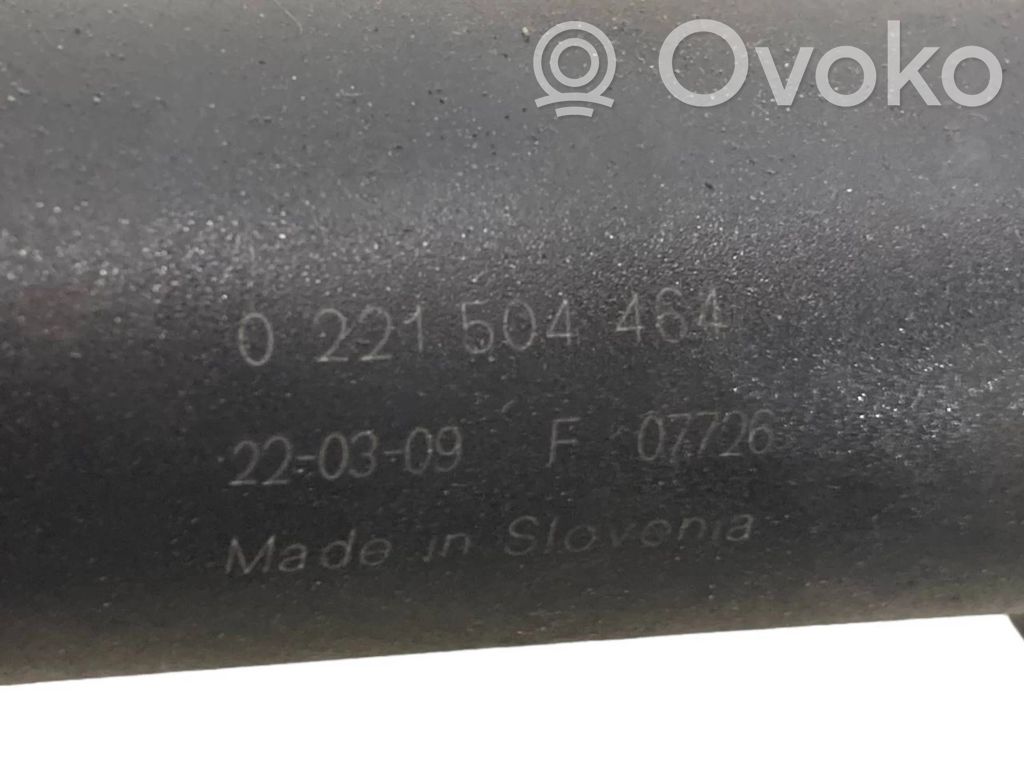 Ovoko
0 221 504 464
22-03-09 F 07726
Made in Slovenia